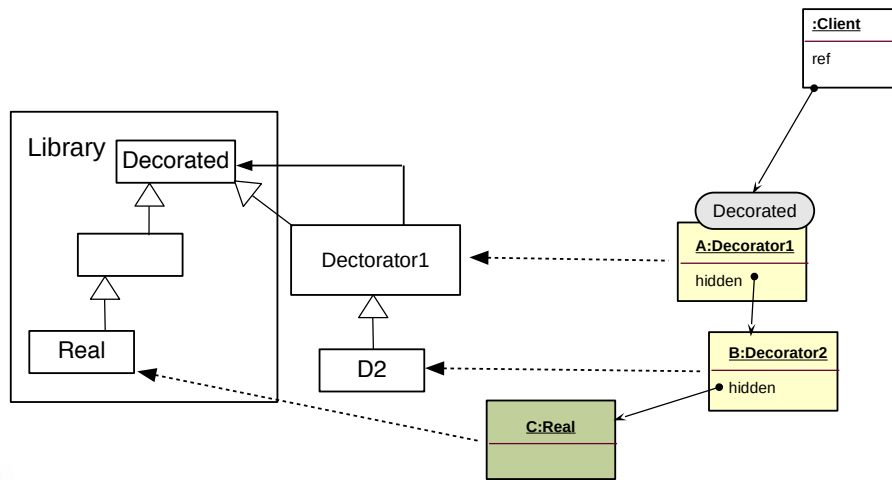 :Client
ref
Library
Decorated
Decorated
Dectorator1
A:Decorator1
hidden
Real
D2
B:Decorator2
hidden
C:Real